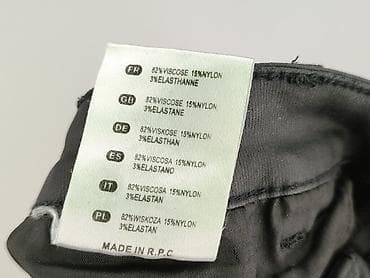 FR 82%VISCOSE 15%NYLON
3%ELASTHANNE
GB 82%VISCOSE 15%NYLON
3%ELASTANE
DE 82%VISKOSE 15%NYLON
3%ELASTHAN
ES 82%VISCOSA 15%NYLON
3%ELASTANO
IT 82%VISCOSA 15%NYLON
3%ELASTAN
PL 82%WISKOZA 15%NYLON
3%ELASTAN
MADE IN R.P.C